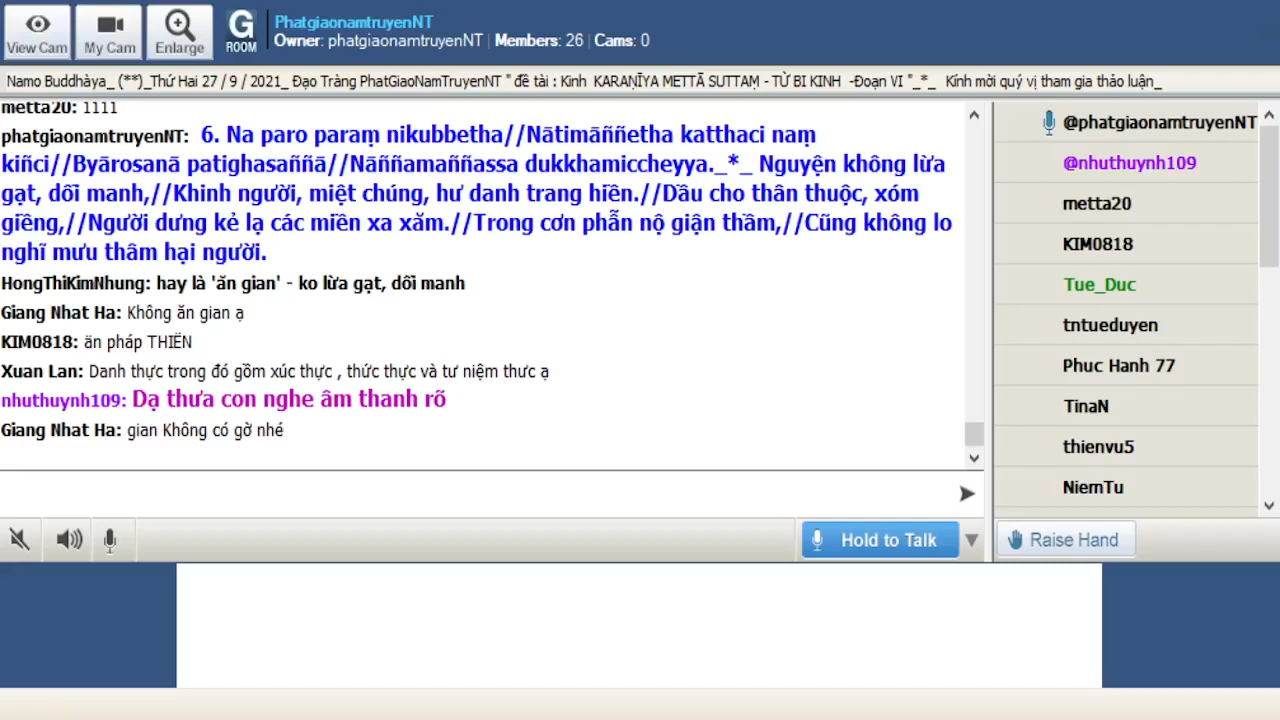 View Cam
My Cam
Enlarge
G
ROOM
PhatgiaonamtruyenNT
Owner: phatgiaonamtruyenNT | Members: 26 | Cams: 0
Namo Buddhàya_ (**)_Thứ Hai 27 / 9 / 2021_ Đạo Tràng PhatGiaoNamTruyenNT " đề tài : Kinh KARAṆĪYA METTĀ SUTTAṂ - TỪ BI KINH -Đoạn VI "_*_ Kính mời quý vị tham gia thảo luận_
metta20: 1111
phatgiaonamtruyenNT: 6. Na paro paraṃ nikubbetha//Nātimāññetha katthaci naṃ
kiñci//Byārosanā patighasaññā//Nāññamaññassa dukkhamiccheyya._*_ Nguyện không lừa
gạt, dối manh,//Khinh người, miệt chúng, hư danh trang hiền.//Dầu cho thân thuộc, xóm
giềng,//Người dưng kẻ lạ các miền xa xăm.//Trong cơn phẫn nộ giận thầm,//Cũng không lo
nghĩ mưu thâm hại người.
HongThiKimNhung: hay là 'ăn gian' - ko lừa gạt, dối manh
Giang Nhat Ha: Không ăn gian ạ
KIM0818: ăn pháp THIỀN
Xuan Lan: Danh thực trong đó gồm xúc thực , thức thực và tư niệm thưc ạ
nhuthuynh109: Dạ thưa con nghe âm thanh rõ
Giang Nhat Ha: gian Không có gờ nhé
Hold to Talk
@phatgiaonamtruyenNT
@nhuthuynh109
metta20
KIM0818
Tue_Duc
tntueduyen
Phuc Hanh 77
TinaN
thienvu5
NiemTu
Raise Hand